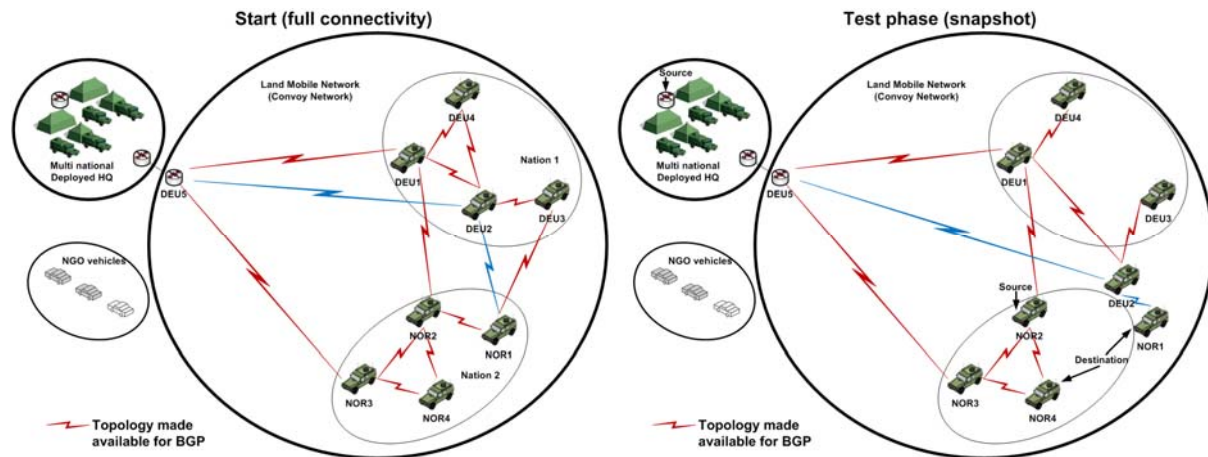 Start (full connectivity)
Land Mobile Network
(Convoy Network)
DEU4
Nation 1
Multi national
Deployed HQ
DEU1
DEU5
DEU2
DEU3
NGO vehicles
NOR2
NOR1
Nation 2
NOR3
NOR4
Topology made
available for BGP
Test phase (snapshot)
Source
Land Mobile Network
(Convoy Network)
DEU4
Multi national
Deployed HQ
DEU1
DEU5
DEU3
NGO vehicles
Source
DEU2
NOR2
NOR1
Destination
NOR3
NOR4
Topology made
available for BGP